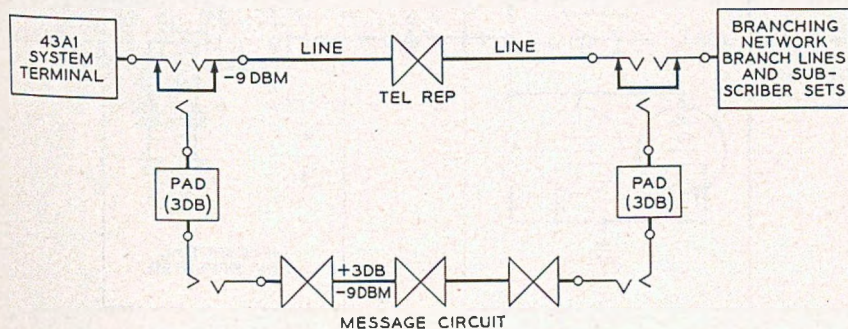 43A1
SYSTEM
TERMINAL
-9 DBM
LINE
TEL REP
LINE
BRANCHING
NETWORK
BRANCH LINES
AND SUB-
SCRIBER SETS
PAD
(3DB)
PAD
(3DB)
+3DB
-9DBM
MESSAGE CIRCUIT